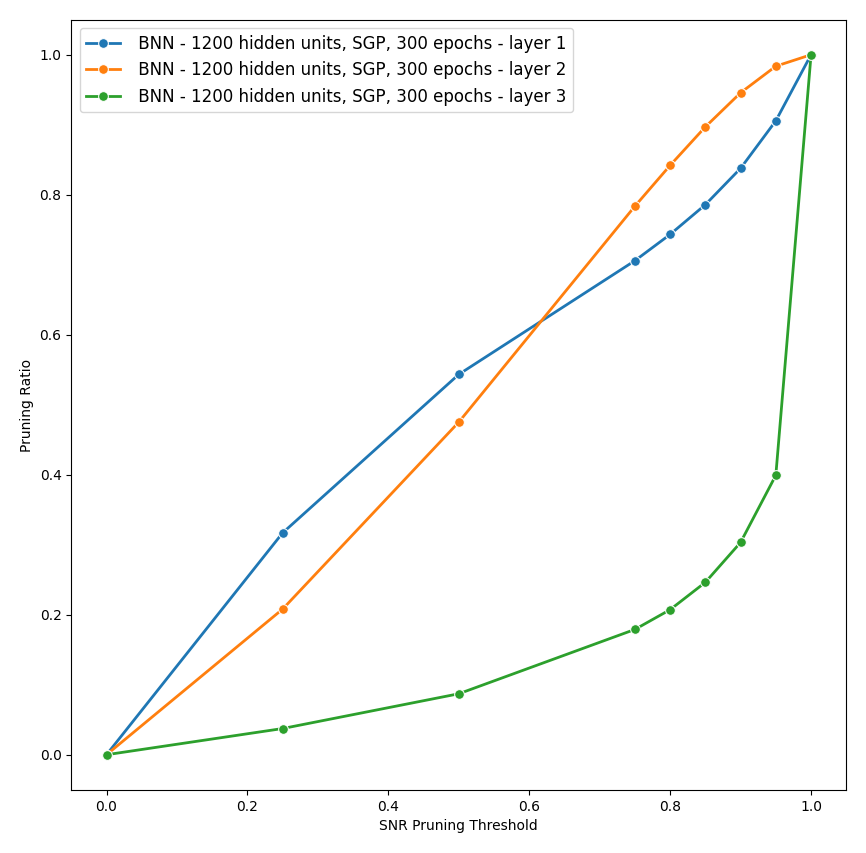 BNN - 1200 hidden units, SGP, 300 epochs - layer 1
BNN - 1200 hidden units, SGP, 300 epochs - layer 2
BNN - 1200 hidden units, SGP, 300 epochs - layer 3
1.0
0.8
0.6
0.4
0.2
0.0
Pruning Ratio
0.0 0.2 0.4 0.6 0.8 1.0
SNR Pruning Threshold